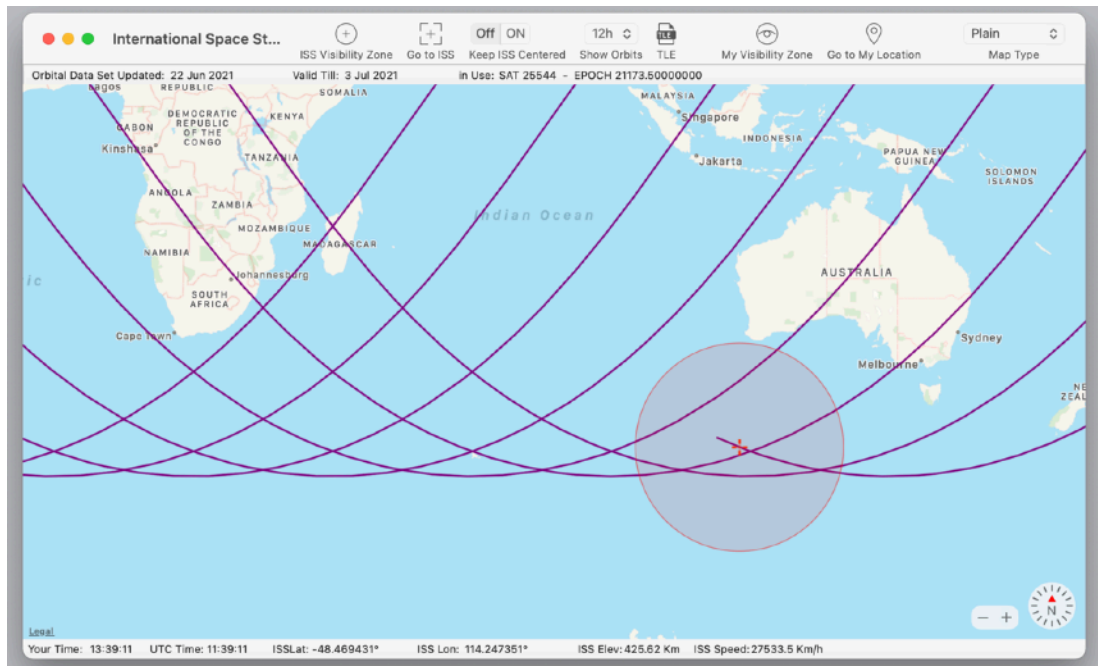 International Space St...
Off ON
12h
TLE
Plain
ISS Visibility Zone
Go to ISS
Keep ISS Centered
Show Orbits
TLE
My Visibility Zone
Go to My Location
Map Type
Orbital Data Set Updated: 22 Jun 2021
Valid Till: 3 Jul 2021
in Use: SAT 25544 - EPOCH 21173.50000000
Lagos
REPUBLIC
SOMALIA
MALAYSIA
DEMOCRATIC
REPUBLIC
OF THE
CONGO
KENYA
Singapore
GABON
INDONESIA
Kinshasa
TANZANIA
Jakarta
PAPUA NEW
GUINEA
SOLOMON
ISLANDS
ANGOLA
ZAMBIA
Indian Ocean
MOZAMBIQUE
MADAGASCAR
NAMIBIA
Johannesburg
AUSTRALIA
ic
SOUTH
AFRICA
Cape Town
Sydney
Melbourne
NE
ZEAL
N
Legal
Your Time: 13:39:11
UTC Time: 11:39:11
ISSLat: -48.469431°
ISS Lon: 114.247351°
ISS Elev: 425.62 Km
ISS Speed: 27533.5 Km/h